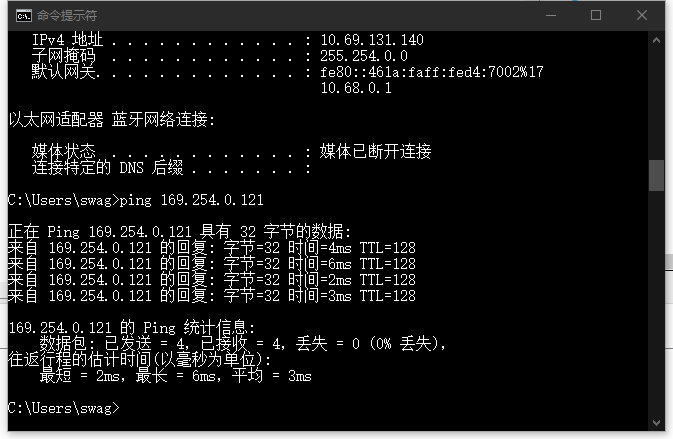 命令提示符
IPv4 地址 . . . . . . . . . . . . : 10.69.131.140
子网掩码 . . . . . . . . . . . . : 255.254.0.0
默认网关. . . . . . . . . . . . . : fe80::461a:faff:fed4:7002%17
10.68.0.1
以太网适配器 蓝牙网络连接:
媒体状态 . . . . . . . . . . . . : 媒体已断开连接
连接特定的 DNS 后缀 . . . . . . . :
C:\Users\swag>ping 169.254.0.121
正在 Ping 169.254.0.121 具有 32 字节的数据:
来自 169.254.0.121 的回复: 字节=32 时间=4ms TTL=128
来自 169.254.0.121 的回复: 字节=32 时间=6ms TTL=128
来自 169.254.0.121 的回复: 字节=32 时间=2ms TTL=128
来自 169.254.0.121 的回复: 字节=32 时间=3ms TTL=128
169.254.0.121 的 Ping 统计信息:
数据包: 已发送 = 4，已接收 = 4，丢失 = 0 (0% 丢失)，
往返行程的估计时间(以毫秒为单位):
最短 = 2ms，最长 = 6ms，平均 = 3ms
C:\Users\swag>